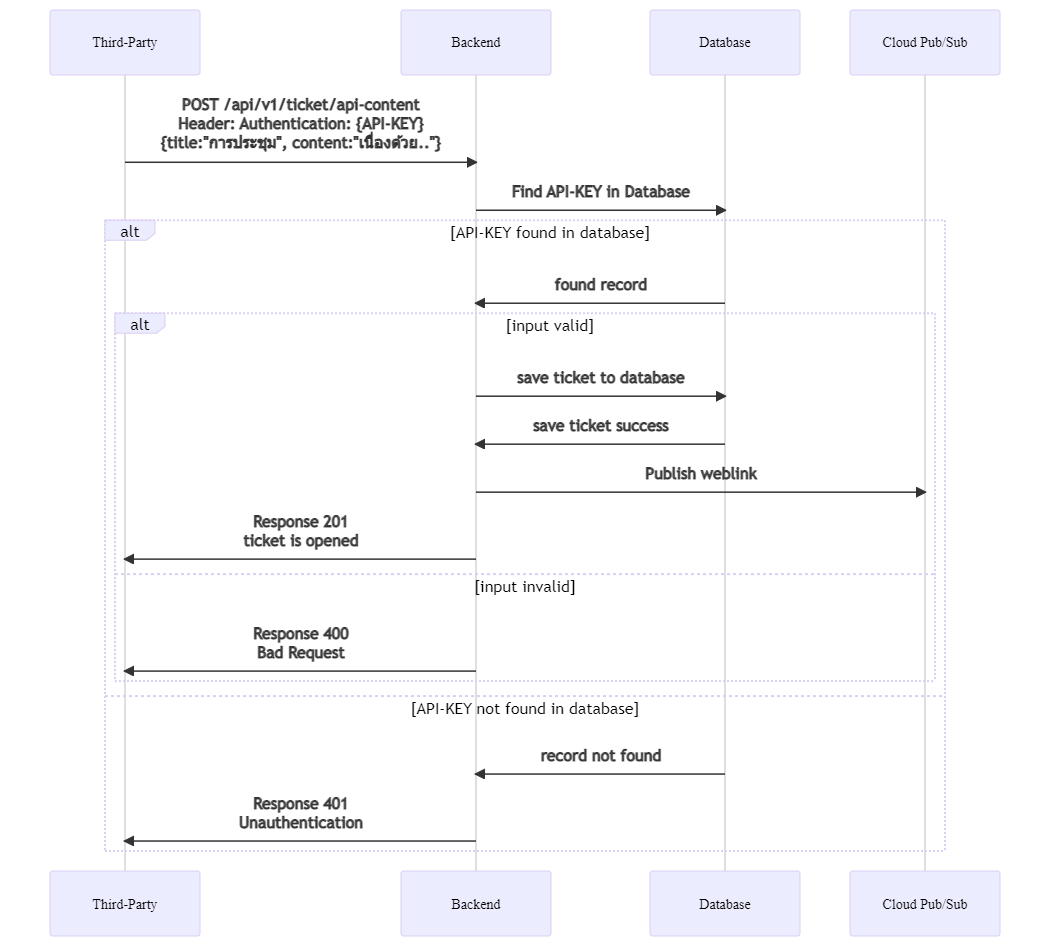 Third-Party
Backend
Database
Cloud Pub/Sub
POST /api/v1/ticket/api-content
Header: Authentication: {API-KEY}
{title:"การประชุม", content:"เนื่องด้วย.."}
Find API-KEY in Database
alt
[API-KEY found in database]
found record
alt
[input valid]
save ticket to database
save ticket success
Publish weblink
Response 201
ticket is opened
[input invalid]
Response 400
Bad Request
[API-KEY not found in database]
record not found
Response 401
Unauthentication
Third-Party
Backend
Database
Cloud Pub/Sub